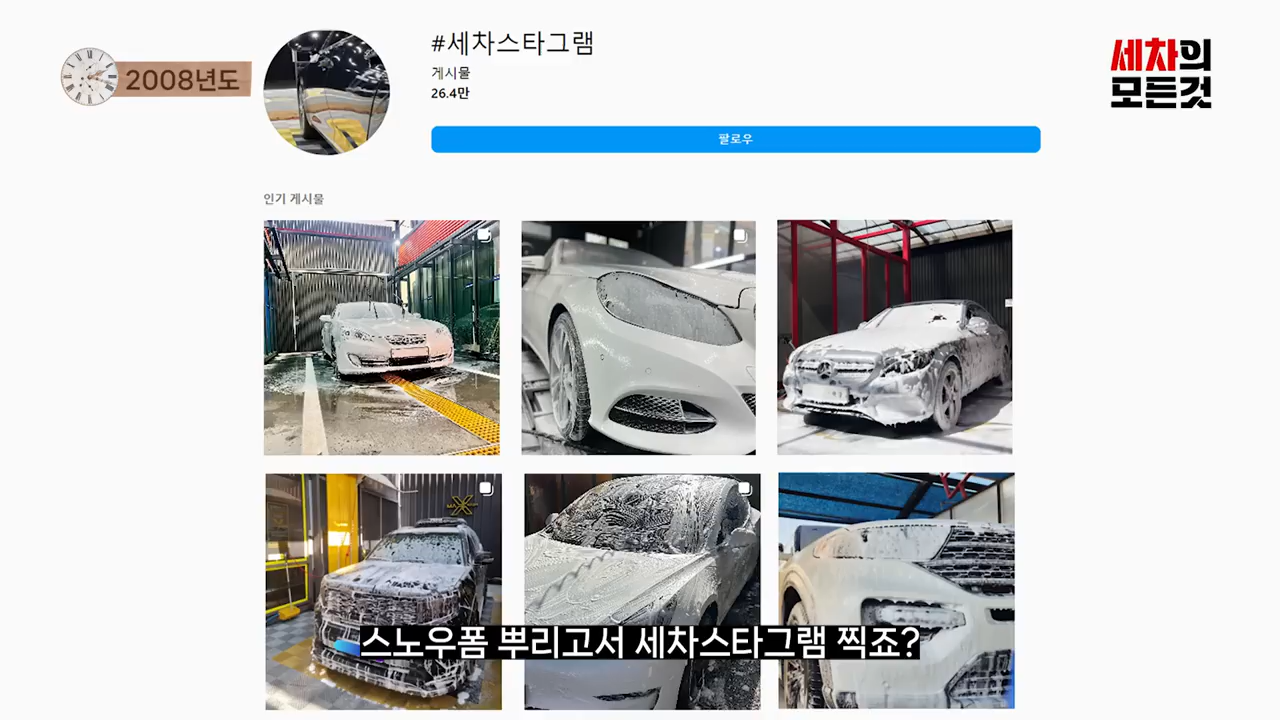 2008년도
#세차스타그램
게시물
26.4만
팔로우
세차의
모든것
인기 게시물
스노우폼 뿌리고서 세차스타그램 찍죠?